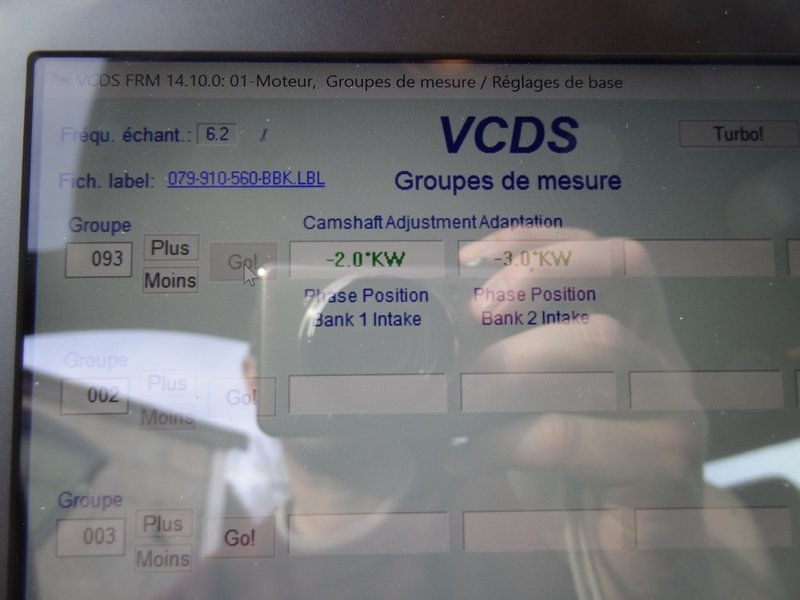 VCDS FRM 14.10.0: 01-Moteur, Groupes de mesure / Réglages de base
Fréqu. échant.: 6.2 /
VCDS
Turbo!
Fich. label: 079-910-560-BBK.LBL
Groupes de mesure
Groupe
Camshaft Adjustment Adaptation
093 Plus Go! -2.0°KW -3.0°KW
Moins
Phase Position Phase Position
Bank 1 Intake Bank 2 Intake
Groupe
002 Plus Go!
Moins
Groupe
003 Plus Go!
Moins